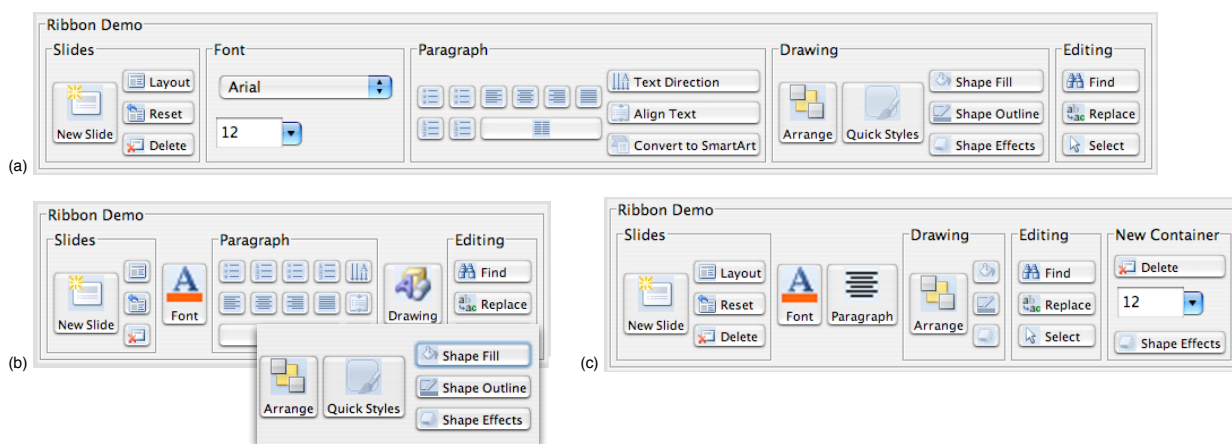 Ribbon Demo
Slides Font Paragraph Drawing Editing
Layout Arial Text Direction Shape Fill Find
Reset Align Text Shape Outline Replace
New Slide 12 Arrange Quick Styles
Delete Convert to SmartArt Shape Effects Select
(a)
Ribbon Demo
Slides Paragraph Editing
A Find
New Slide Font Drawing Replace
(b)
Arrange Quick Styles
Shape Fill
Shape Outline
Shape Effects
Ribbon Demo
Slides Drawing Editing New Container
Layout A Find Delete
Reset Replace 12
New Slide Font Paragraph Arrange
Delete Select Shape Effects
(c)